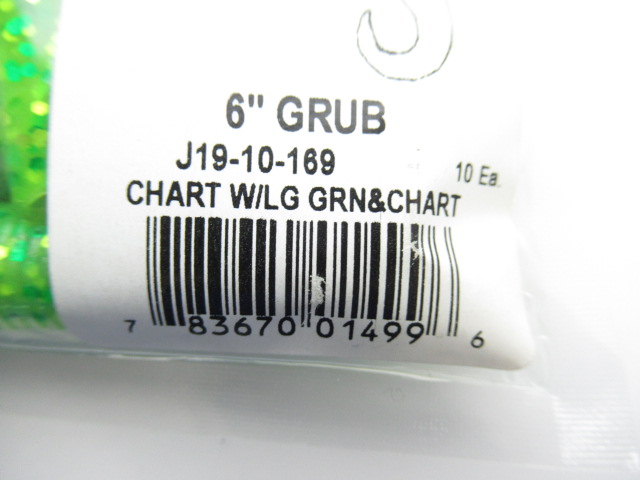 6" GRUB
J19-10-169
10 Ea.
CHART W/LG GRN&CHART
7 83670 01499 6